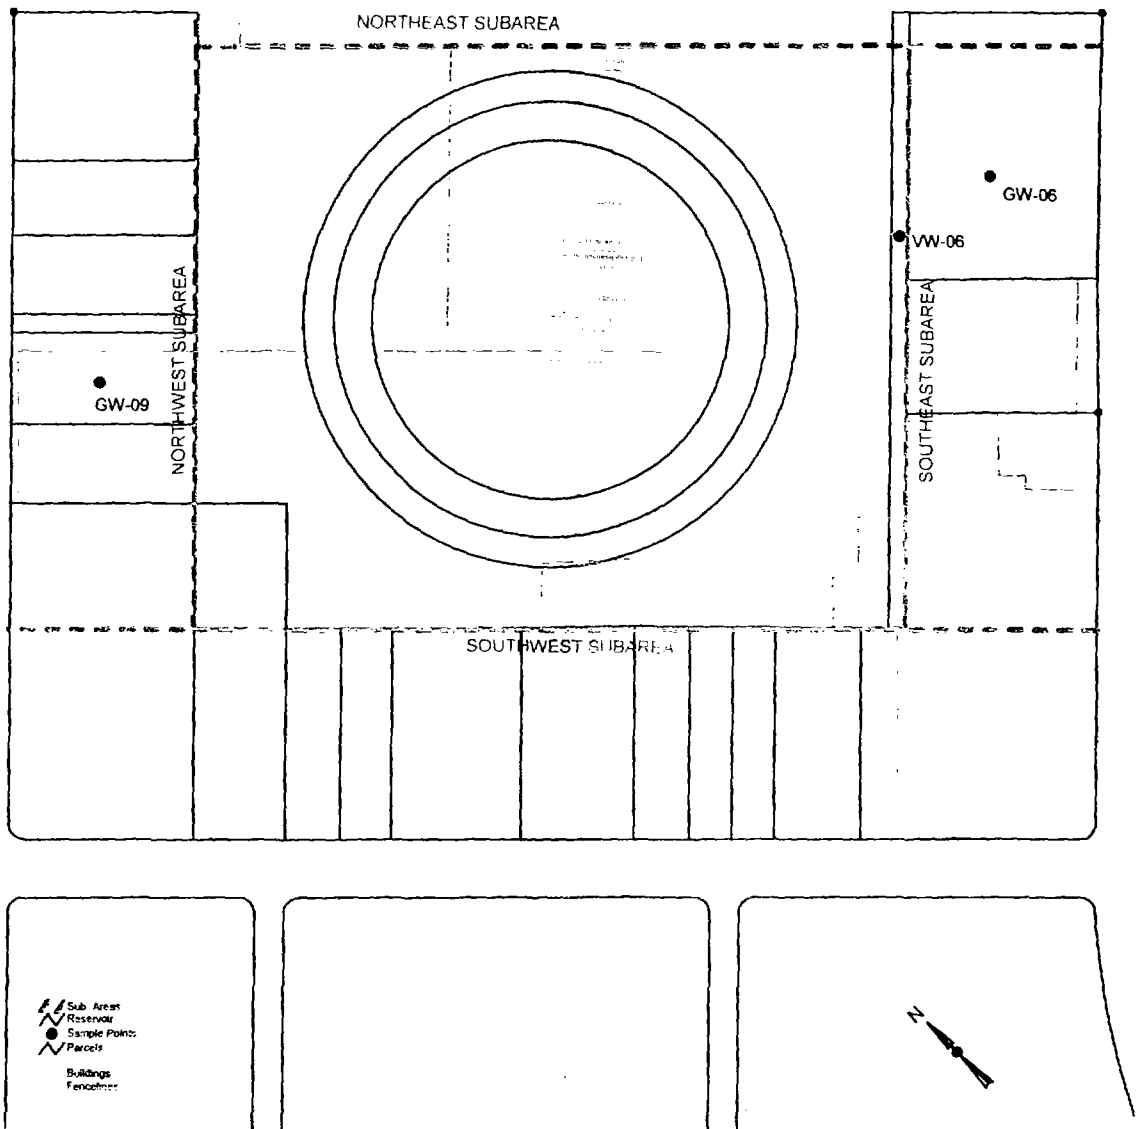 NORTHEAST SUBAREA
GW-06
VW-06
NORTHWEST SUBAREA
SOUTHEAST SUBAREA
GW-09
SOUTHWEST SUBAREA
Sub Areas
Reservoir
Sample Points
Parcels
Buildings
Fencelines
N